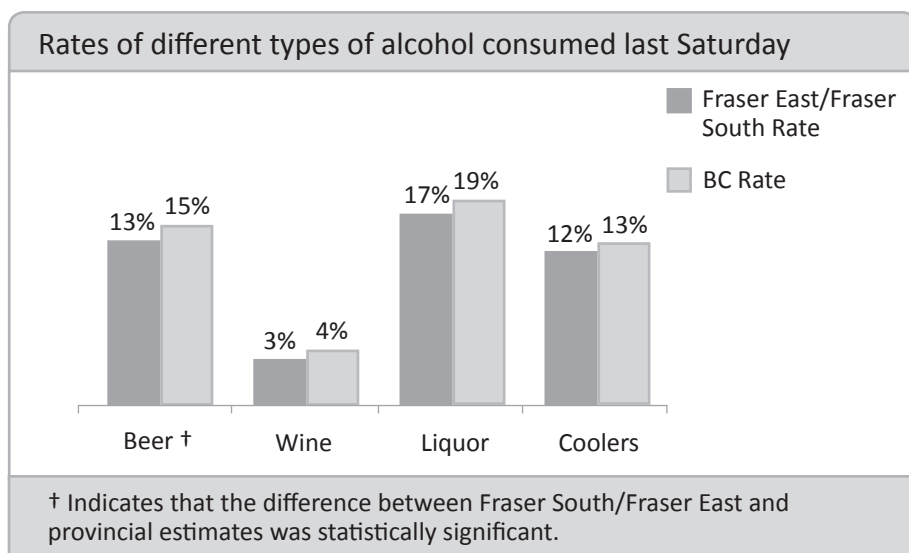 Rates of different types of alcohol consumed last Saturday
Fraser East/Fraser
South Rate
BC Rate
13% 15% 3% 4% 17% 19% 12% 13%
Beer † Wine Liquor Coolers
† Indicates that the difference between Fraser South/Fraser East and
provincial estimates was statistically significant.